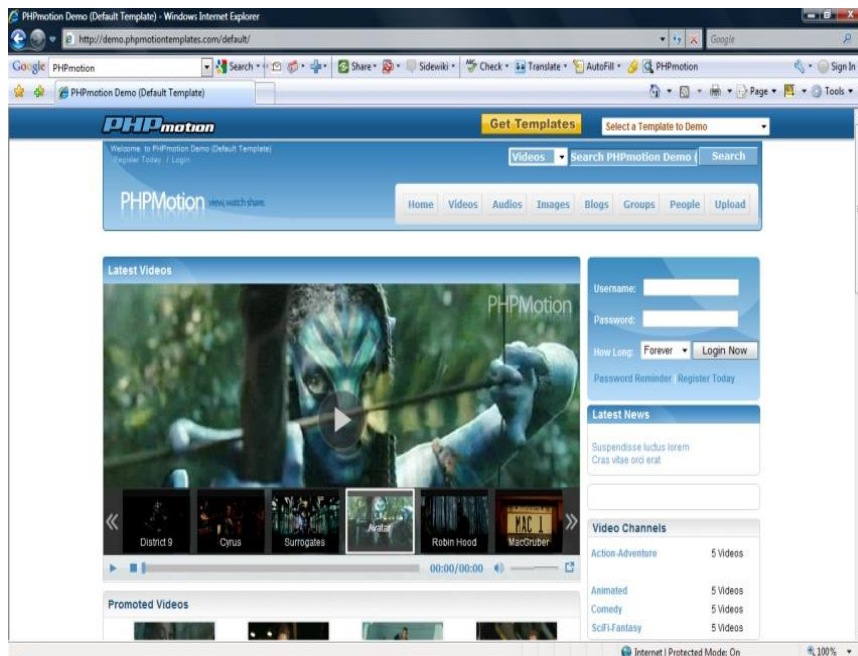 PHPmotion Demo (Default Template) - Windows Internet Explorer
http://demo.phpmotiontemplates.com/default/
Google
Google PHPmotion Search Share Sidewiki Check Translate AutoFill PHPmotion Sign In
PHPmotion Demo (Default Template)
Page Tools
PHPmotion
Get Templates
Select a Template to Demo
Welcome to PHPmotion Demo (Default Template)
Register Today / Login
Videos
Search PHPmotion Demo (
Search
PHPMotion view, watch share.
Home Videos Audios Images Blogs Groups People Upload
Latest Videos
PHPMotion
District 9
Cyrus
Surrogates
Avatar
Robin Hood
MAC 1
MacGruber
00:00/00:00
Promoted Videos
Username:
Password:
How Long: Forever Login Now
Password Reminder | Register Today
Latest News
Suspendisse luctus lorem
Cras vitae orci erat
Video Channels
Action-Adventure 5 Videos
Animated 5 Videos
Comedy 5 Videos
SciFi-Fantasy 5 Videos
Internet | Protected Mode: On
100%